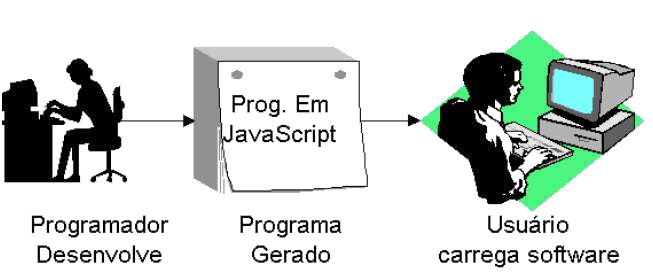 Prog. Em
JavaScript
Programador
Desenvolve
Programa
Gerado
Usuário
carrega software